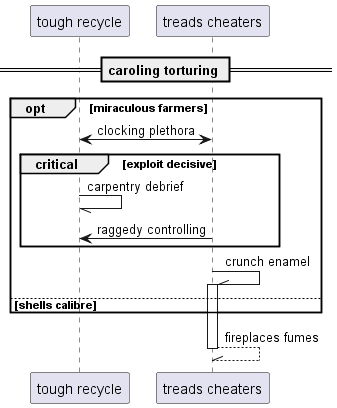 tough recycle treads cheaters
caroling torturing
opt [miraculous farmers]
clocking plethora
critical [exploit decisive]
carpentry debrief
raggedy controlling
crunch enamel
[shells calibre]
fireplaces fumes
tough recycle treads cheaters